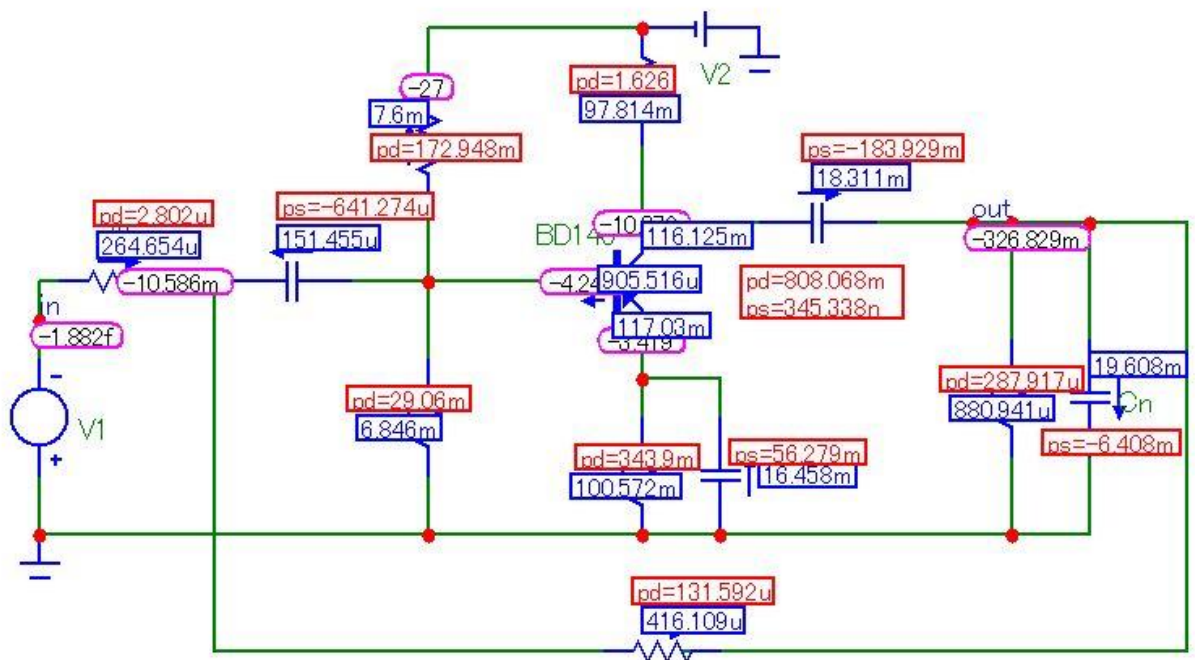 V2
pd=1.626
-27
97.814m
7.6m
pd=172.948m
ps=-183.929m
18.311m
ps=-641.274u
pd=2.802u
264.654u
151.455u
out
BD14
116.125m
-326.829m
-10.586m
905.516u
pd=808.068m
ps=345.338n
in
-1.882f
117.03m
-3.419
19.608m
pd=287.917u
pd=29.06m
880.941u
Cn
V1
6.846m
ps=-6.408m
pd=343.9m
ps=56.279m
100.572m
16.458m
pd=131.592u
416.109u